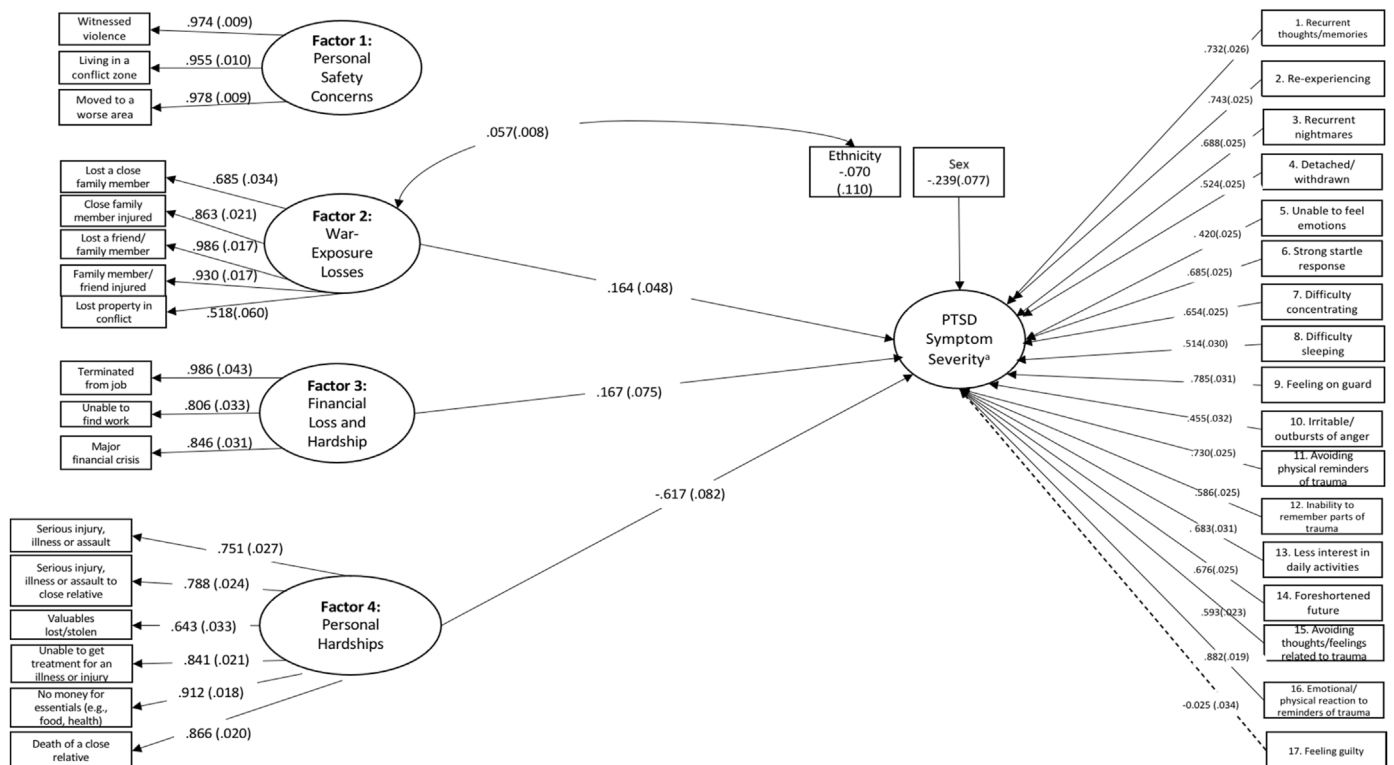 Witnessed
violence
Living in a
conflict zone
Moved to a
worse area
.974 (.009)
.955 (.010)
.978 (.009)
Factor 1:
Personal
Safety
Concerns
Lost a close
family member
Close family
member injured
Lost a friend/
family member
Family member/
friend injured
Lost property in
conflict
.685 (.034)
.863 (.021)
.986 (.017)
.930 (.017)
.518(.060)
Factor 2:
War-
Exposure
Losses
Terminated
from job
Unable to
find work
Major
financial crisis
.986 (.043)
.806 (.033)
.846 (.031)
Factor 3:
Financial
Loss and
Hardship
Serious injury,
illness or assault
Serious injury,
illness or assault to
close relative
Valuables
lost/stolen
Unable to get
treatment for an
illness or injury
No money for
essentials (e.g.,
food, health)
Death of a close
relative
.751 (.027)
.788 (.024)
.643 (.033)
.841 (.021)
.912 (.018)
.866 (.020)
Factor 4:
Personal
Hardships
.057(.008)
.164 (.048)
.167 (.075)
-.617 (.082)
Ethnicity
-.070
(.110)
Sex
-.239(.077)
PTSD
Symptom
Severityᵃ
.732(.026)
.743(.025)
.688(.025)
.524(.025)
. 420(.025)
.685(.025)
.654(.025)
.514(.030)
.785(.031)
.455(.032)
.730(.025)
.586(.025)
. 683(.031)
.676(.025)
.593(.023)
.882(.019)
-0.025 (.034)
1. Recurrent
thoughts/memories
2. Re-experiencing
3. Recurrent
nightmares
4. Detached/
withdrawn
5. Unable to feel
emotions
6. Strong startle
response
7. Difficulty
concentrating
8. Difficulty
sleeping
9. Feeling on guard
10. Irritable/
outbursts of anger
11. Avoiding
physical reminders
of trauma
12. Inability to
remember parts of
trauma
13. Less interest in
daily activities
14. Foreshortened
future
15. Avoiding
thoughts/feelings
related to trauma
16. Emotional/
physical reaction to
reminders of trauma
17. Feeling guilty